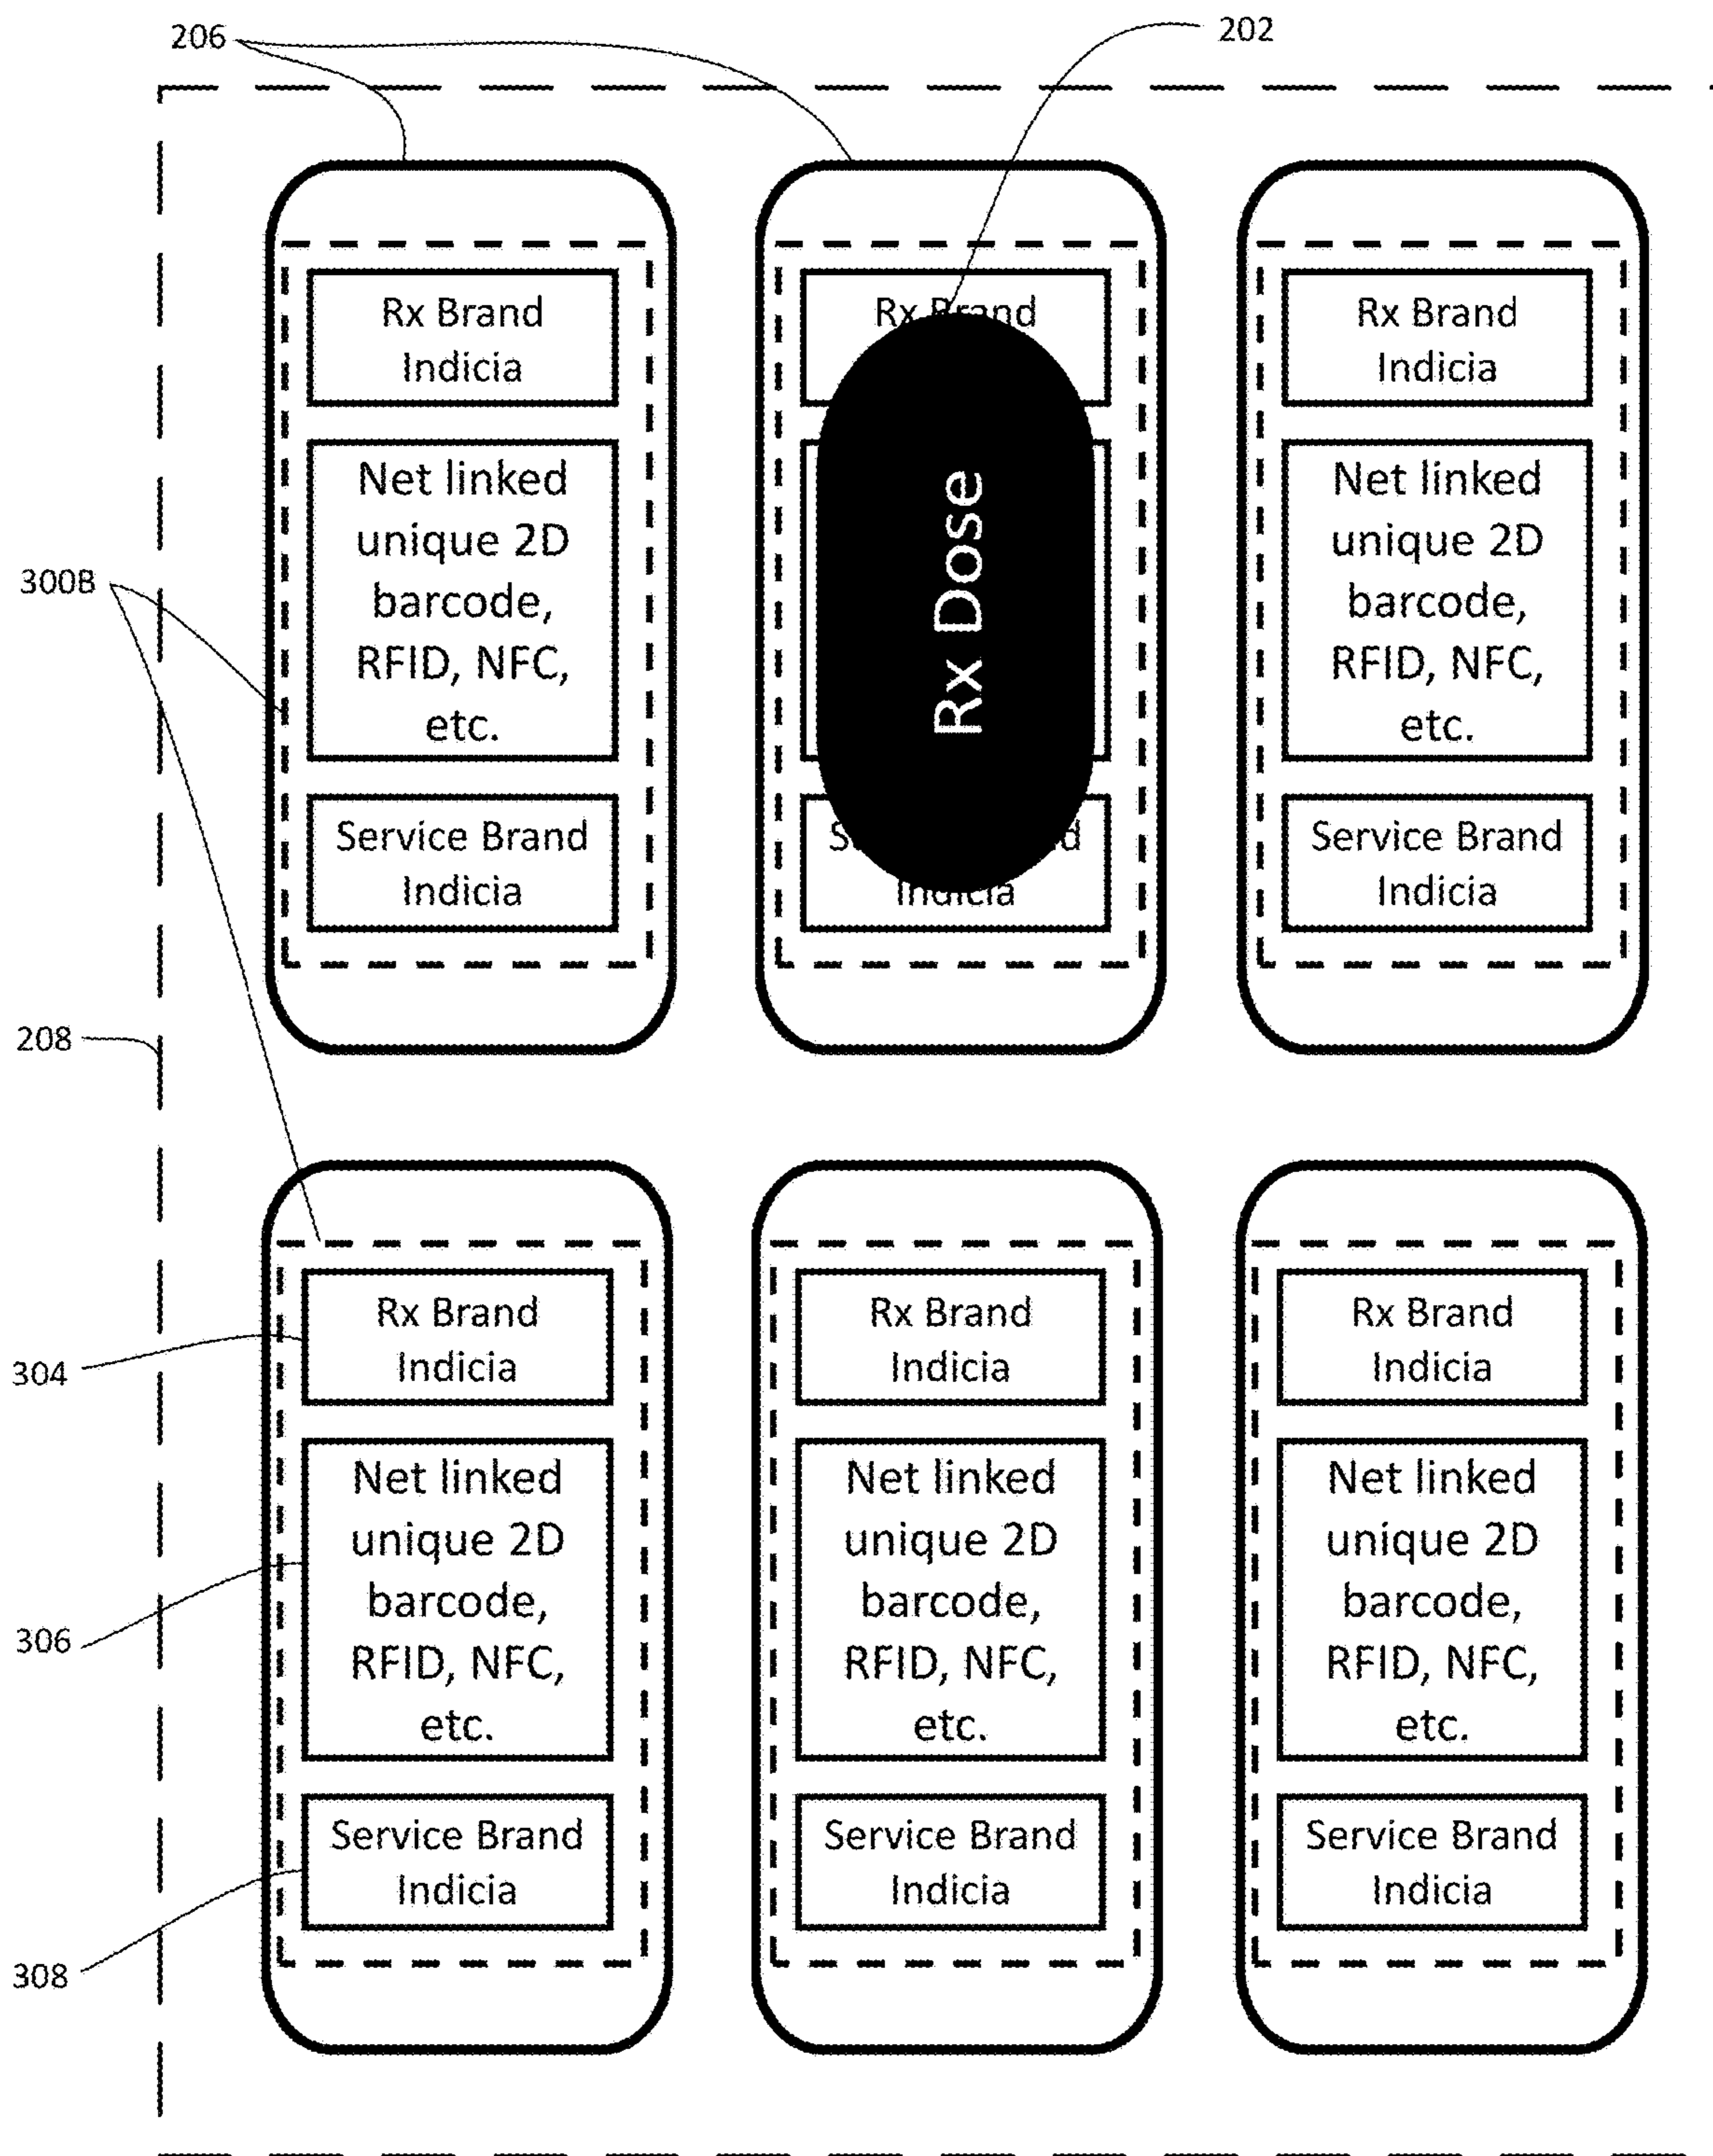 206
202
Rx Brand
Indicia
Net linked
unique 2D
barcode,
RFID, NFC,
etc.
Service Brand
Indicia
Rx Brand
Rx Dose
Indicia
Rx Brand
Indicia
Net linked
unique 2D
barcode,
RFID, NFC,
etc.
Service Brand
Indicia
300B
208
304
306
308
Rx Brand
Indicia
Net linked
unique 2D
barcode,
RFID, NFC,
etc.
Service Brand
Indicia
Rx Brand
Indicia
Net linked
unique 2D
barcode,
RFID, NFC,
etc.
Service Brand
Indicia
Rx Brand
Indicia
Net linked
unique 2D
barcode,
RFID, NFC,
etc.
Service Brand
Indicia